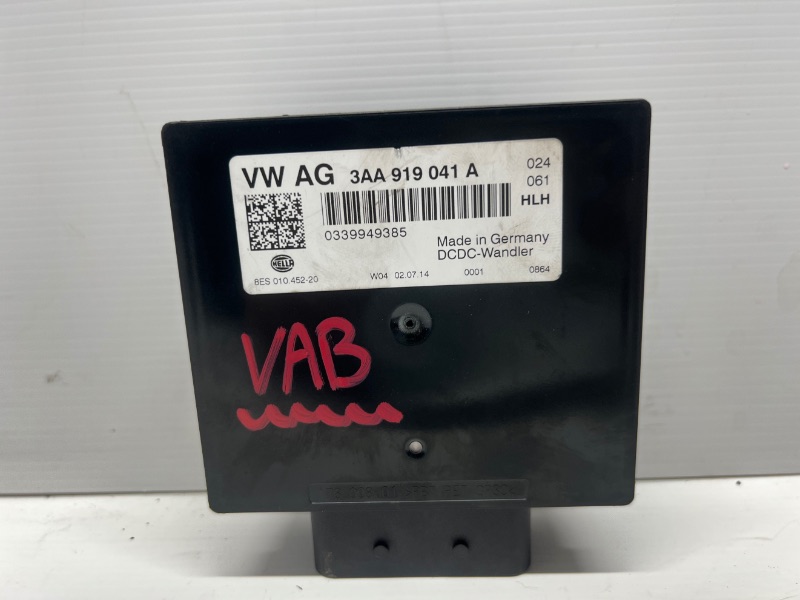 VW AG 3AA 919 041 A 024
061
HLH
0339949385
Made in Germany
DCDC-Wandler
HELLA
8ES 010.452-20 W04 02.07.14 0001 0864
VAB